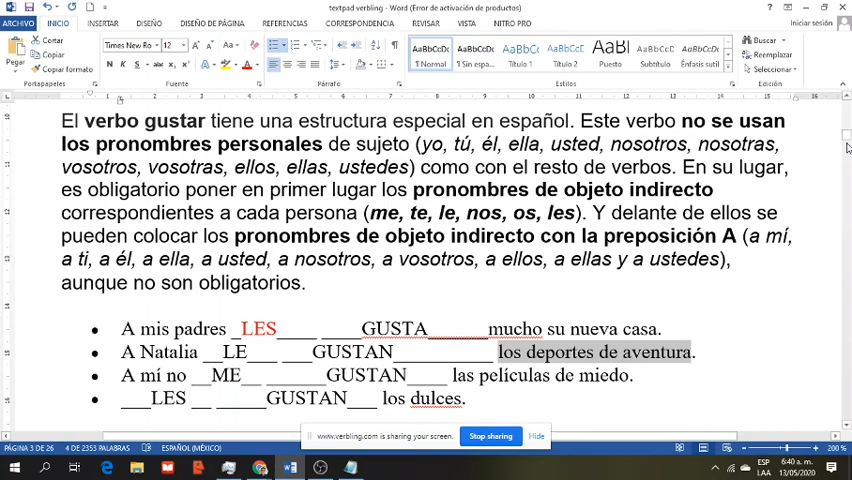 textpad verbling - Word (Error de activación de productos)
ARCHIVO INICIO INSERTAR DISEÑO DISEÑO DE PÁGINA REFERENCIAS CORRESPONDENCIA REVISAR VISTA NITRO PRO Iniciar sesión
Pegar Cortar Copiar Copiar formato
Times New Ro 12
AaBbCcDc AaBbCcDc AaBbCc AaBbCcC AaBl AaBbCcC AaBbCcDc
¶ Normal ¶ Sin espa... Título 1 Título 2 Puesto Subtítulo Énfasis sutil
Buscar Reemplazar Seleccionar
Portapapeles Fuente Párrafo Estilos Edición
El verbo gustar tiene una estructura especial en español. Este verbo no se usan
los pronombres personales de sujeto (yo, tú, él, ella, usted, nosotros, nosotras,
vosotros, vosotras, ellos, ellas, ustedes) como con el resto de verbos. En su lugar,
es obligatorio poner en primer lugar los pronombres de objeto indirecto
correspondientes a cada persona (me, te, le, nos, os, les). Y delante de ellos se
pueden colocar los pronombres de objeto indirecto con la preposición A (a mí,
a ti, a él, a ella, a usted, a nosotros, a vosotros, a ellos, a ellas y a ustedes),
aunque no son obligatorios.
• A mis padres _LES____ ____GUSTA______mucho su nueva casa.
• A Natalia __LE___ ___GUSTAN__________ los deportes de aventura.
• A mí no __ME__ ______GUSTAN____ las películas de miedo.
• ___LES __ _____GUSTAN___ los dulces.
www.verbling.com is sharing your screen. Stop sharing Hide
PÁGINA 3 DE 26 4 DE 2353 PALABRAS ESPAÑOL (MÉXICO) 200 %
ESP 6:40 a. m.
LAA 13/05/2020